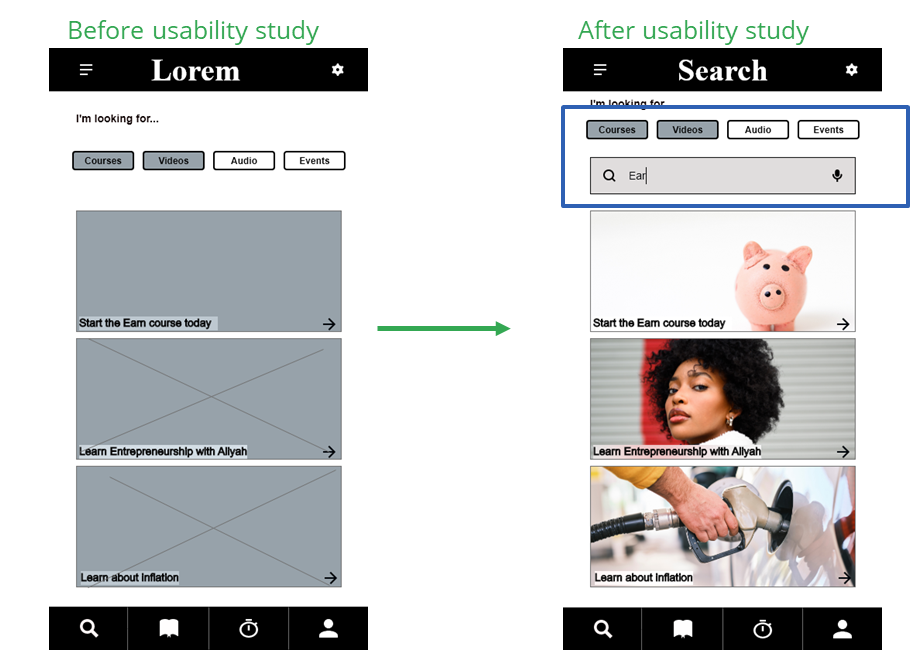 Before usability study
Lorem
I'm looking for...
Courses Videos Audio Events
Start the Earn course today
Learn Entrepreneurship with Aliyah
Learn about inflation
After usability study
Search
I'm looking for
Courses Videos Audio Events
Ear
Start the Earn course today
Learn Entrepreneurship with Aliyah
Learn about inflation